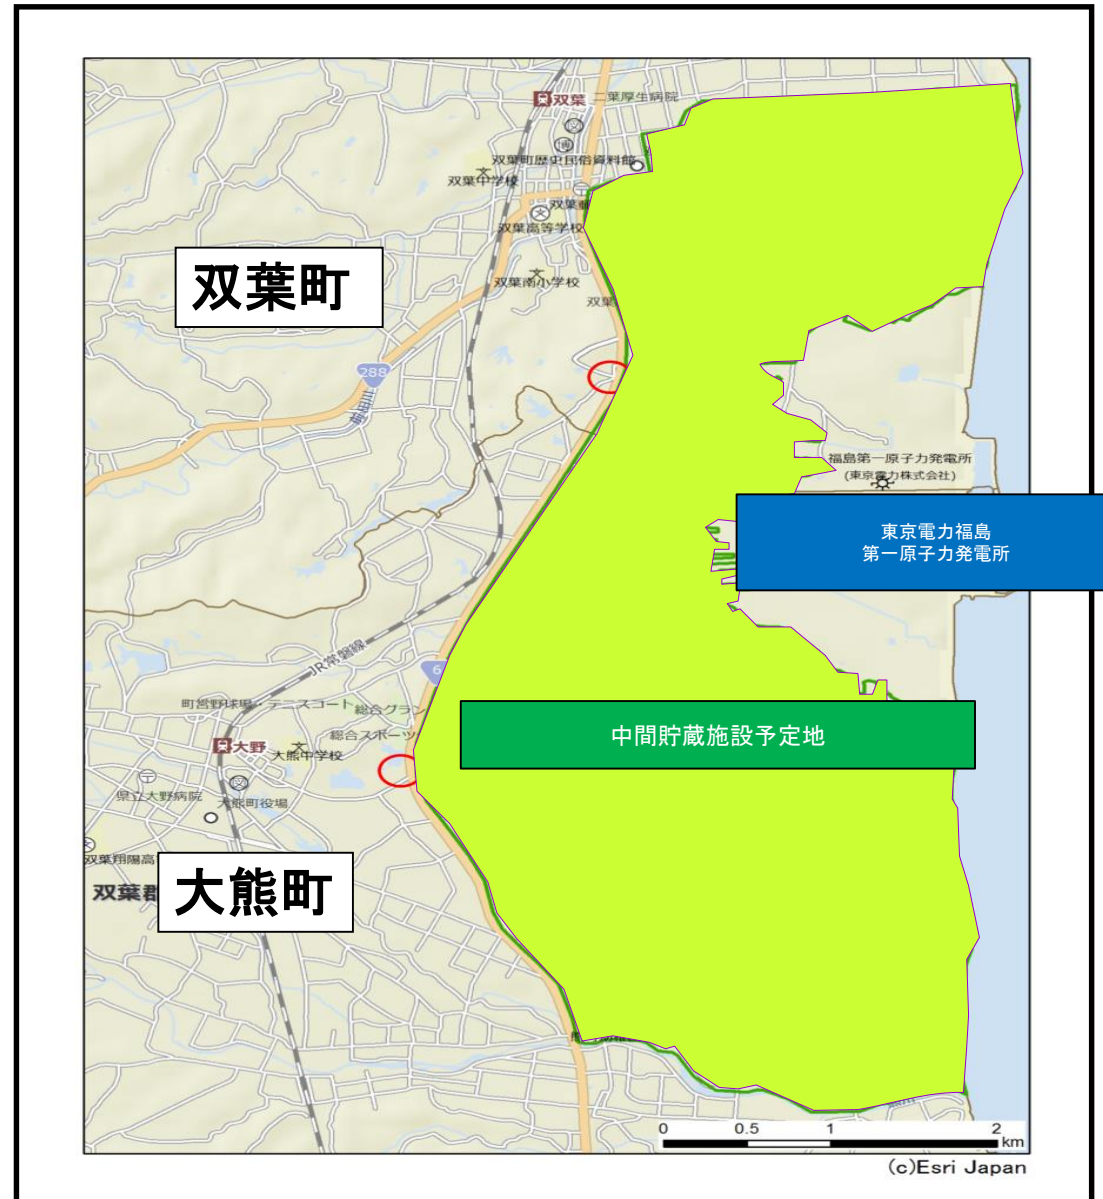 双葉
二葉厚生病院
双葉町歴史民俗資料館
双葉中学校
双葉
双葉高等学校
双葉南小学校
双葉
双葉町
288
福島第一原子力発電所
(東京電力株式会社)
東京電力福島
第一原子力発電所
JR常磐線
6
町営野球場・テニスコート
総合グラン
総合スポーツ
中間貯蔵施設予定地
大野
大熊中学校
県立大野病院
大熊町役場
双葉翔陽高
双葉郡
大熊町
0
0.5
1
2
km
(c)Esri Japan